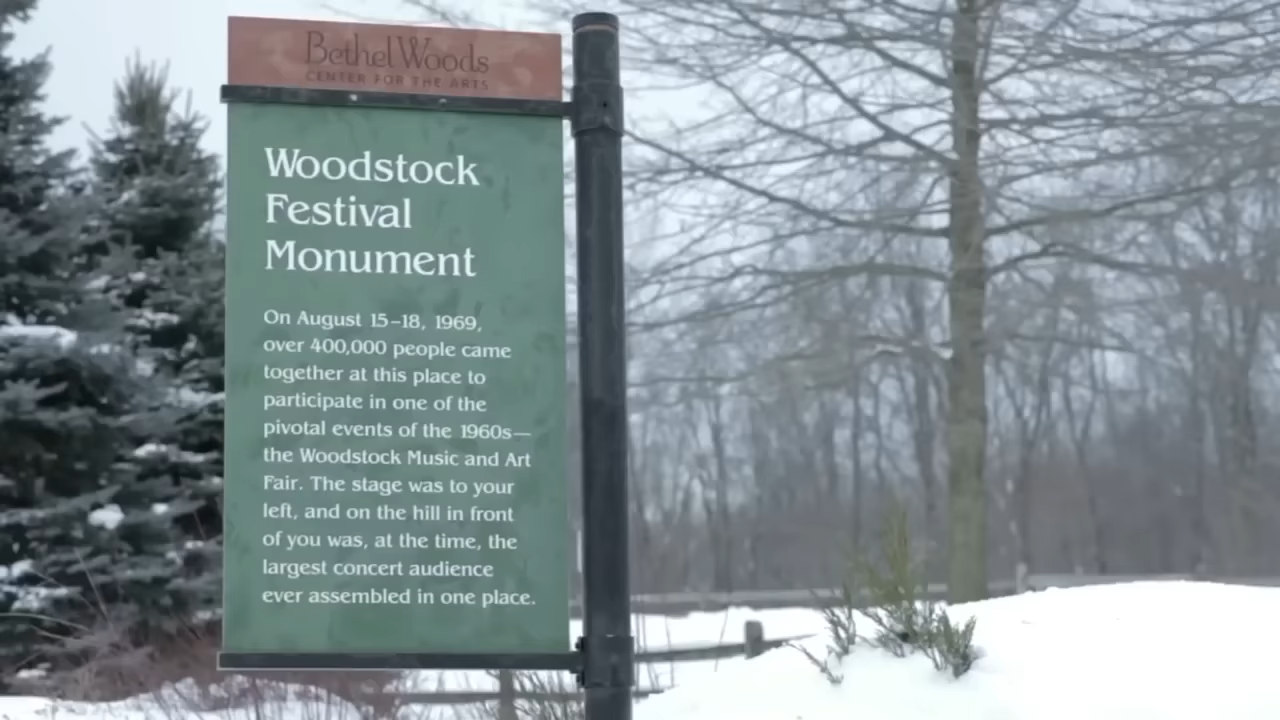 Bethel Woods
CENTER FOR THE ARTS
Woodstock
Festival
Monument
On August 15–18, 1969,
over 400,000 people came
together at this place to
participate in one of the
pivotal events of the 1960s—
the Woodstock Music and Art
Fair. The stage was to your
left, and on the hill in front
of you was, at the time, the
largest concert audience
ever assembled in one place.